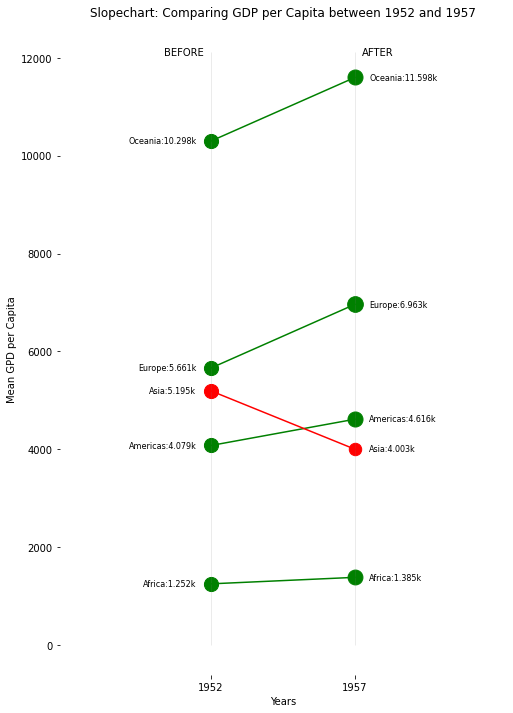 Slopechart: Comparing GDP per Capita between 1952 and 1957
BEFORE AFTER
12000
Oceania:11.598k
Oceania:10.298k
10000
8000
Europe:6.963k
6000
Europe:5.661k
Asia:5.195k
Mean GPD per Capita
Americas:4.616k
Americas:4.079k
4000
Asia:4.003k
2000
Africa:1.385k
Africa:1.252k
0
1952 1957
Years